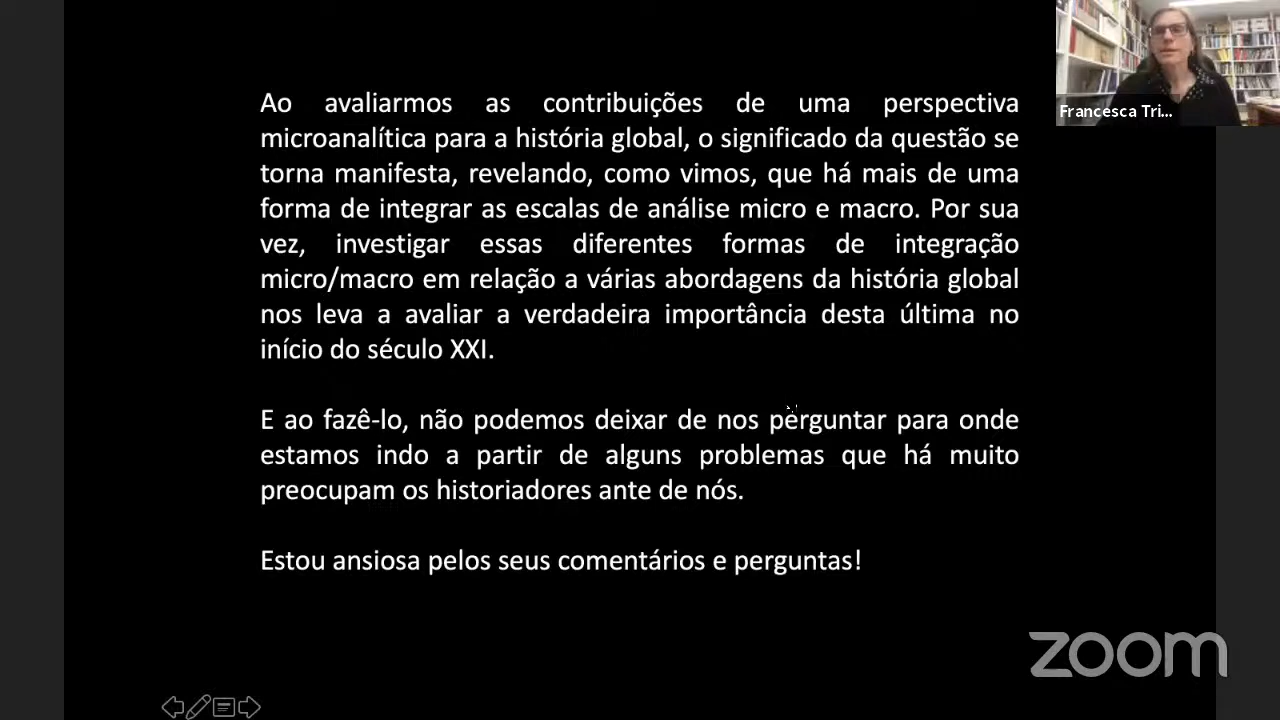 Ao avaliarmos as contribuições de uma perspectiva
microanalítica para a história global, o significado da questão se
torna manifesta, revelando, como vimos, que há mais de uma
forma de integrar as escalas de análise micro e macro. Por sua
vez, investigar essas diferentes formas de integração
micro/macro em relação a várias abordagens da história global
nos leva a avaliar a verdadeira importância desta última no
início do século XXI.
E ao fazê-lo, não podemos deixar de nos perguntar para onde
estamos indo a partir de alguns problemas que há muito
preocupam os historiadores ante de nós.
Estou ansiosa pelos seus comentários e perguntas!
Francesca Tri...
zoom